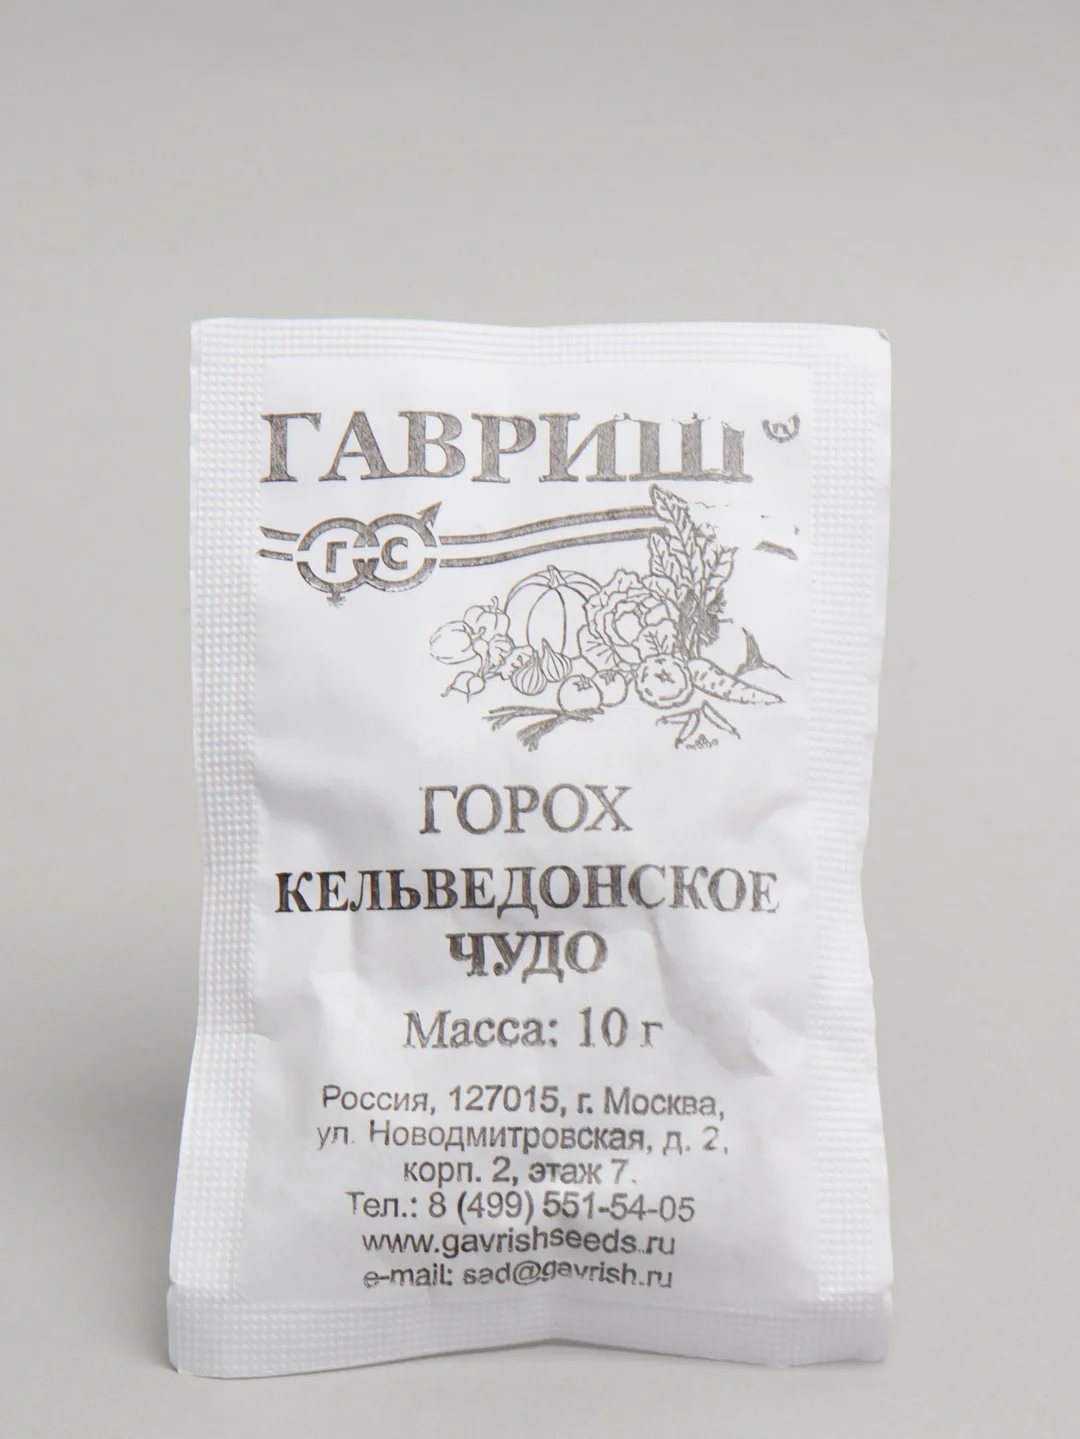 ГАВРИШ
Г С
ГОРОХ
КЕЛЬВЕДОНСКОЕ
ЧУДО
Масса: 10 г
Россия, 127015, г. Москва,
ул. Новодмитровская, д. 2,
корп. 2, этаж 7.
Тел.: 8 (499) 551-54-05
www.gavrishseeds.ru
e-mail: sad@gavrish.ru